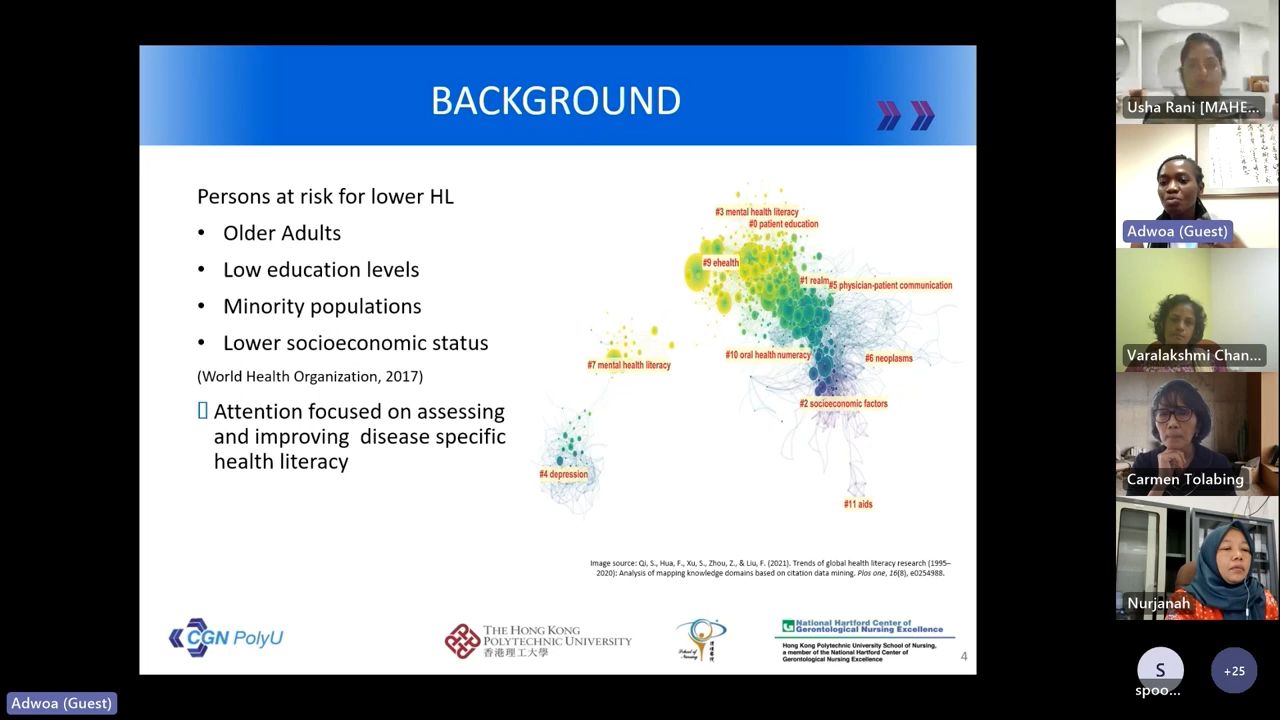 BACKGROUND
Persons at risk for lower HL
• Older Adults
• Low education levels
• Minority populations
• Lower socioeconomic status
(World Health Organization, 2017)
Attention focused on assessing
and improving disease specific
health literacy
#3 mental health literacy
#0 patient education
#9 ehealth
#1 realm
#5 physician-patient communication
#10 oral health numeracy
#6 neoplasms
#7 mental health literacy
#2 socioeconomic factors
#4 depression
#11 aids
Image source: Qi, S., Hua, F., Xu, S., Zhou, Z., & Liu, F. (2021). Trends of global health literacy research (1995–
2020): Analysis of mapping knowledge domains based on citation data mining. Plos one, 16(8), e0254988.
CGN PolyU
THE HONG KONG
POLYTECHNIC UNIVERSITY
香港理工大學
School of
Nursing
National Hartford Center of
Gerontological Nursing Excellence
Hong Kong Polytechnic University School of Nursing,
a member of the National Hartford Center of
Gerontological Nursing Excellence
4
Usha Rani [MAHE...
Adwoa (Guest)
Varalakshmi Chan...
Carmen Tolabing
Nurjanah
S
spoo...
+25
Adwoa (Guest)